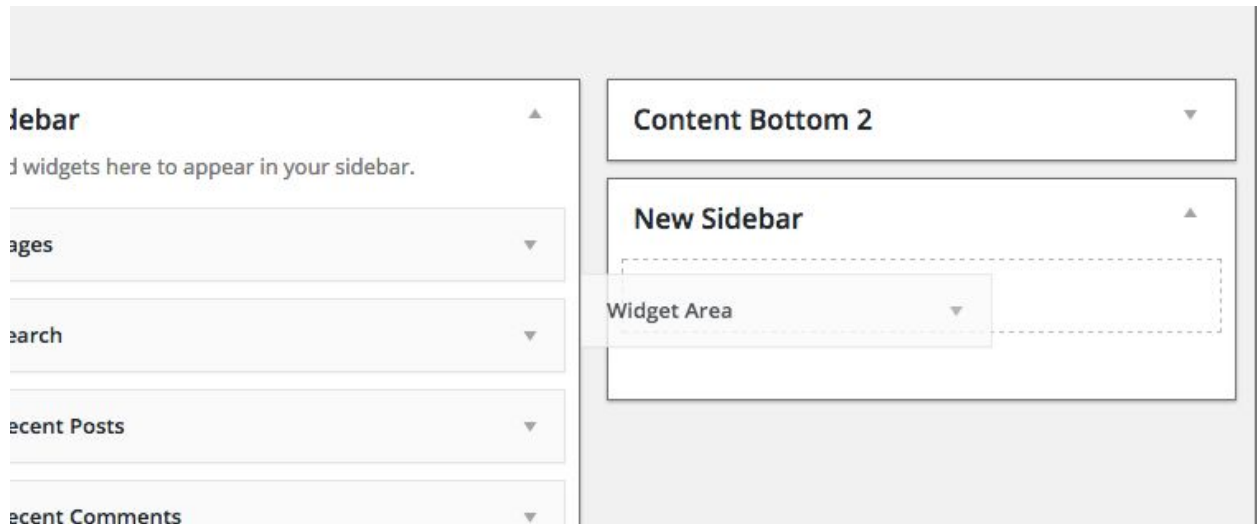 debar
d widgets here to appear in your sidebar.
ages
earch
ecent Posts
ecent Comments
Content Bottom 2
New Sidebar
Widget Area